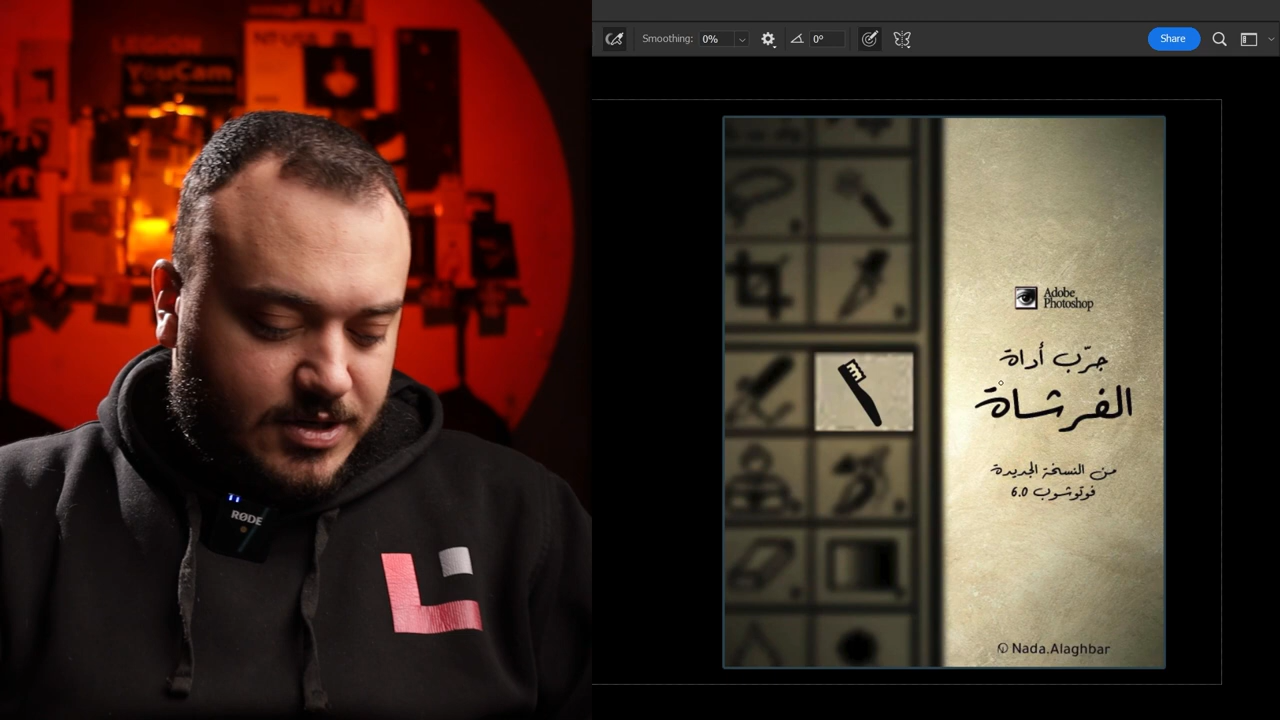 LEGION
YouCam
RØDE
Smoothing: 0%
0°
Share
Adobe
Photoshop
جرّب أداة
الفرشاة
من النسخة الجديدة
فوتوشوب 6.0
Nada.Alaghbar